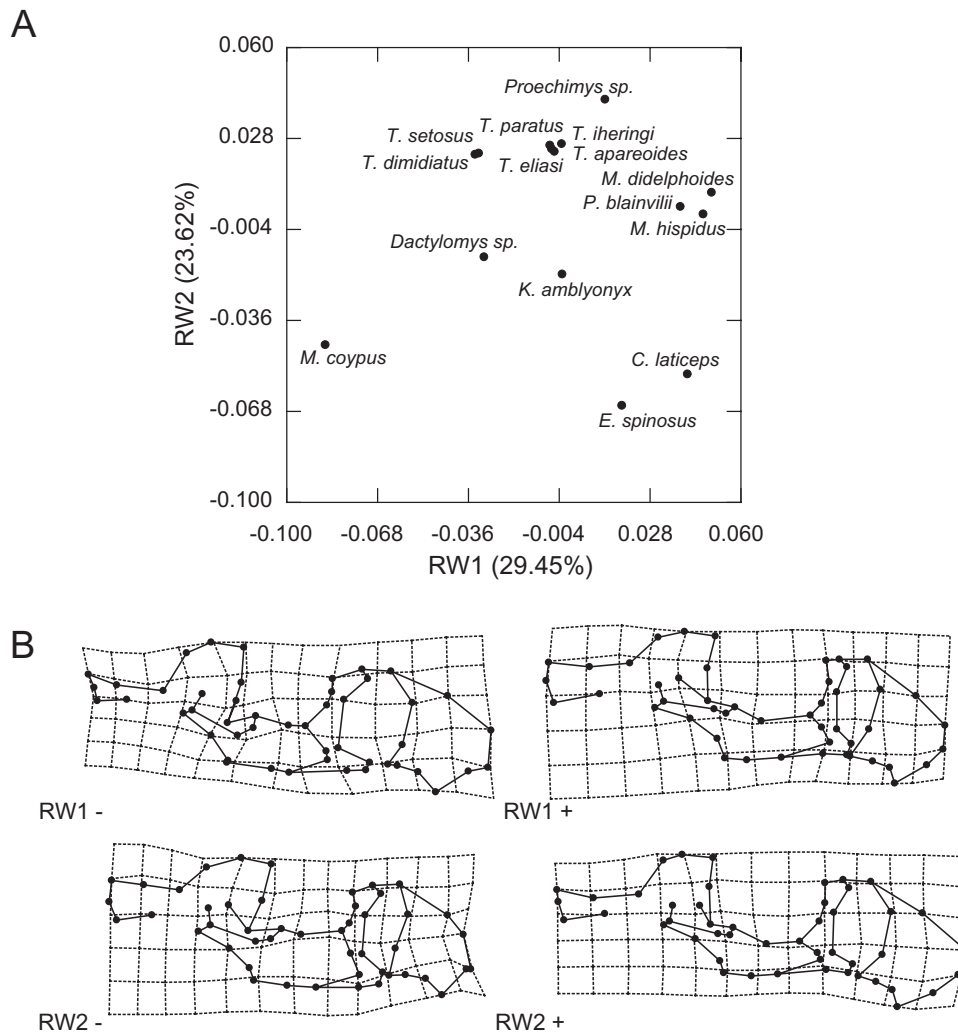 A
0.060
0.028
-0.004
-0.036
-0.068
-0.100
RW2 (23.62%)
Proechimys sp.
T. setosus
T. paratus
T. iheringi
T. dimidiatus
T. eliasi
T. apareoides
M. didelphoides
P. blainvilii
M. hispidus
Dactylomys sp.
K. amblyonyx
M. coypus
C. laticeps
E. spinosus
-0.100
-0.068
-0.036
-0.004
0.028
0.060
RW1 (29.45%)
B
RW1 -
RW1 +
RW2 -
RW2 +